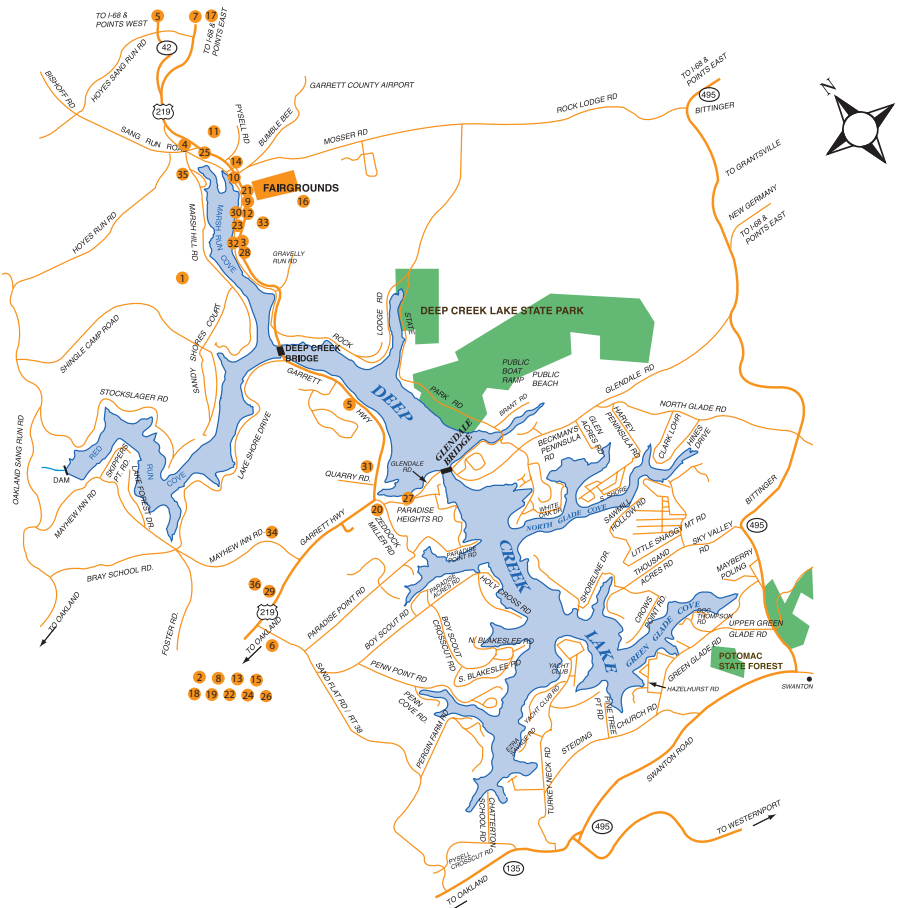 TO I-68 &
POINTS WEST
5
7
17
TO I-68 &
POINTS EAST
42
HOYES SANG RUN RD
BISHOFF RD
219
SANG RUN ROAD
4
25
11
PYSELL RD
BUMBLE BEE
GARRETT COUNTY AIRPORT
MOSSER RD
ROCK LODGE RD
TO I-68 &
POINTS EAST
495
BITTINGER
N
TO GRANTSVILLE
NEW GERMANY
TO I-68 &
POINTS EAST
14
10
35
21
FAIRGROUNDS
9
16
30
12
33
23
32
3
28
MARSH RUN COVE
MARSH HILL RD
HOYES RUN RD
GRAVELLY
RUN RD
1
SHINGLE CAMP ROAD
SANDY SHORES COURT
DEEP CREEK
BRIDGE
ROCK
LODGE RD
STATE
PARK RD
DEEP CREEK LAKE STATE PARK
PUBLIC
BOAT
RAMP
PUBLIC
BEACH
GLENDALE RD
BRANT RD
GARRETT
HWY
5
DEEP
GLENDALE
BRIDGE
STOCKSLAGER RD
OAKLAND SANG RUN RD
RED
RUN
COVE
DAM
SKIPPERS
PT. RD.
LAKE FOREST DR.
LAKE SHORE DRIVE
MAYHEW INN RD
NORTH GLADE RD
BECKMAN'S
PENINSULA
RD
GLEN
ACRES RD
HARVEY
PENINSULA RD
CLARK LOHR
HINES
DRIVE
31
QUARRY RD.
GLENDALE
RD
27
20
PARADISE
HEIGHTS RD
ZEDDOCK
MILLER RD
GARRETT HWY
34
MAYHEW INN RD
WHITE
OAK DR
S. SHORE
NORTH GLADE COVE
SAWMILL
HOLLOW RD
LITTLE SNAGGY MT RD
SKY VALLEY
RD
THOUSAND
ACRES RD
BITTINGER
495
MAYBERRY
POLING
BRAY SCHOOL RD.
TO OAKLAND
FOSTER RD.
36
29
219
TO OAKLAND
6
2
8
13
15
18
19
22
24
26
PARADISE POINT RD
PARADISE
POINT RD
PARADISE
ACRES RD
BOY SCOUT RD
BOY SCOUT
CROSSCUT RD
HOLY CROSS RD
CREEK
N. BLAKESLEE
S. BLAKESLEE
SHORELINE DR
LAKE
CROWS
POINT RD
GREEN GLADE COVE
DOC
THOMPSON
RD
UPPER GREEN
GLADE RD
GREEN GLADE RD
POTOMAC
STATE FOREST
SWANTON
HAZELHURST RD
YACHT
CLUB
YACHT CLUB RD
PINE TREE
PT RD
CHURCH RD
STEIDING
PENN POINT RD
PENN
COVE RD.
SAND FLAT RD / RT 38
PERGIN FARM RD
TURKEY NECK RD
SWANTON ROAD
CHATTERTON
SCHOOL RD
PYSELL
CROSSCUT RD
135
TO OAKLAND
495
TO WESTERNPORT